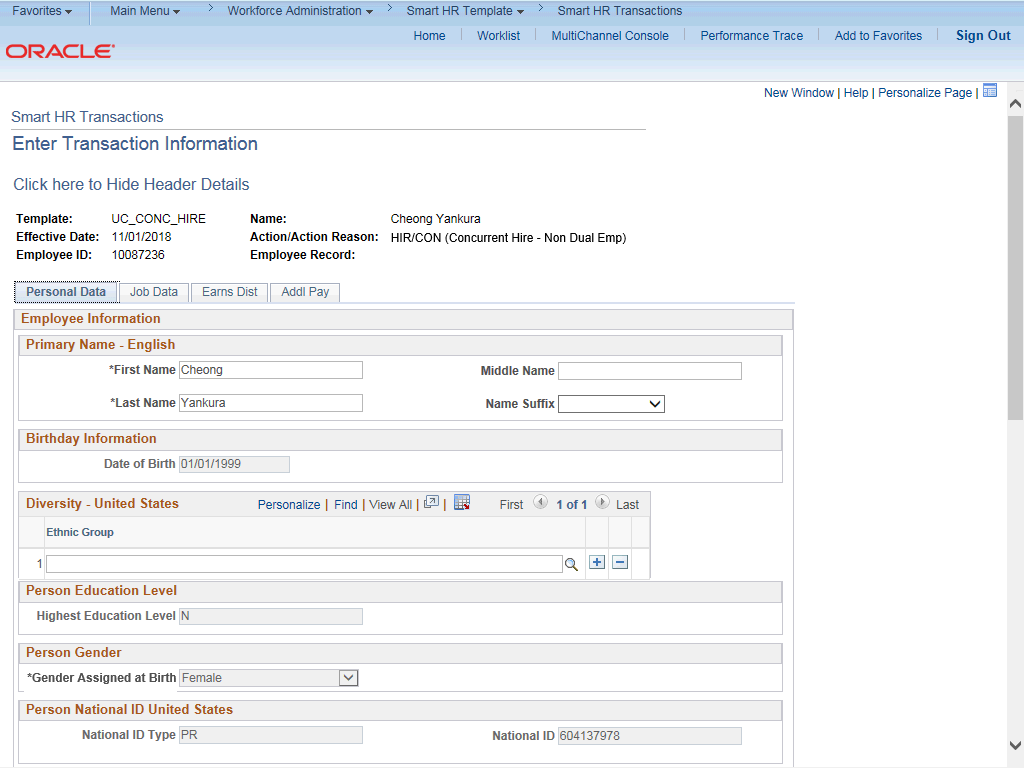 Favorites Main Menu > Workforce Administration > Smart HR Template > Smart HR Transactions
Home Worklist MultiChannel Console Performance Trace Add to Favorites Sign Out
ORACLE
New Window | Help | Personalize Page |
Smart HR Transactions
Enter Transaction Information
Click here to Hide Header Details
Template: UC_CONC_HIRE Name: Cheong Yankura
Effective Date: 11/01/2018 Action/Action Reason: HIR/CON (Concurrent Hire - Non Dual Emp)
Employee ID: 10087236 Employee Record:
Personal Data Job Data Earns Dist Addl Pay
Employee Information
Primary Name - English
*First Name Cheong Middle Name
*Last Name Yankura Name Suffix
Birthday Information
Date of Birth 01/01/1999
Diversity - United States Personalize | Find | View All | | First 1 of 1 Last
Ethnic Group
1
Person Education Level
Highest Education Level N
Person Gender
*Gender Assigned at Birth Female
Person National ID United States
National ID Type PR National ID 604137978